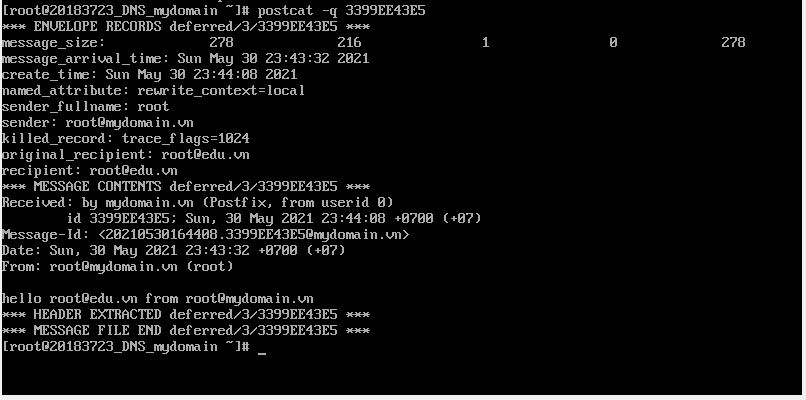 [root@20183723_DNS_mydomain ~]# postcat -q 3399EE43E5
*** ENVELOPE RECORDS deferred/3/3399EE43E5 ***
message_size:             278             216               1               0             278
message_arrival_time: Sun May 30 23:43:32 2021
create_time: Sun May 30 23:44:08 2021
named_attribute: rewrite_context=local
sender_fullname: root
sender: root@mydomain.vn
killed_record: trace_flags=1024
original_recipient: root@edu.vn
recipient: root@edu.vn
*** MESSAGE CONTENTS deferred/3/3399EE43E5 ***
Received: by mydomain.vn (Postfix, from userid 0)
        id 3399EE43E5; Sun, 30 May 2021 23:44:08 +0700 (+07)
Message-Id: <20210530164408.3399EE43E5@mydomain.vn>
Date: Sun, 30 May 2021 23:43:32 +0700 (+07)
From: root@mydomain.vn (root)

hello root@edu.vn from root@mydomain.vn
*** HEADER EXTRACTED deferred/3/3399EE43E5 ***
*** MESSAGE FILE END deferred/3/3399EE43E5 ***
[root@20183723_DNS_mydomain ~]# _